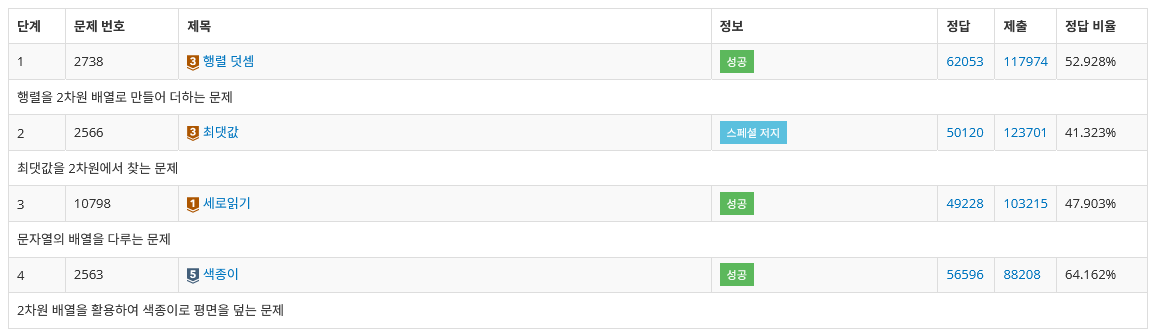 단계 문제 번호 제목 정보 정답 제출 정답 비율
1 2738 3 행렬 덧셈 성공 62053 117974 52.928%
행렬을 2차원 배열로 만들어 더하는 문제
2 2566 3 최댓값 스페셜 저지 50120 123701 41.323%
최댓값을 2차원에서 찾는 문제
3 10798 1 세로읽기 성공 49228 103215 47.903%
문자열의 배열을 다루는 문제
4 2563 5 색종이 성공 56596 88208 64.162%
2차원 배열을 활용하여 색종이로 평면을 덮는 문제